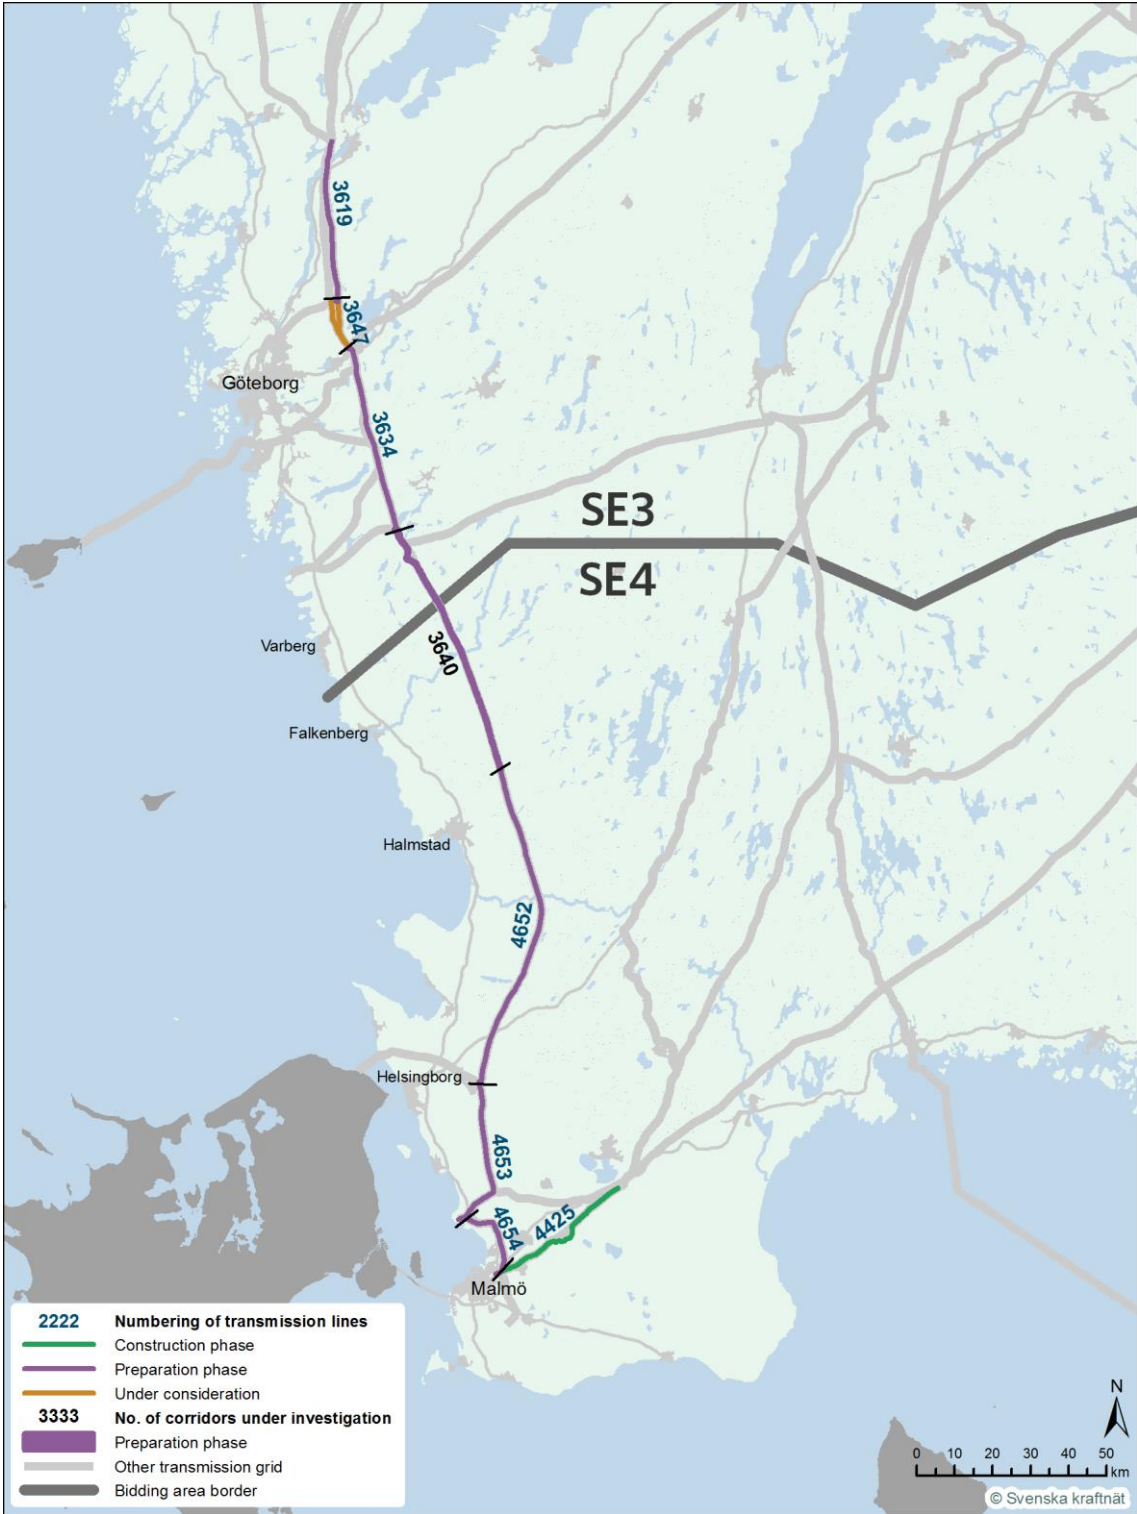 3619
3647
Göteborg
3634
SE3
SE4
Varberg
3640
Falkenberg
Halmstad
4652
Helsingborg
4653
4654
4425
Malmö
2222 Numbering of transmission lines
Construction phase
Preparation phase
Under consideration
3333 No. of corridors under investigation
Preparation phase
Other transmission grid
Bidding area border
N
0 10 20 30 40 50
km
© Svenska kraftnät